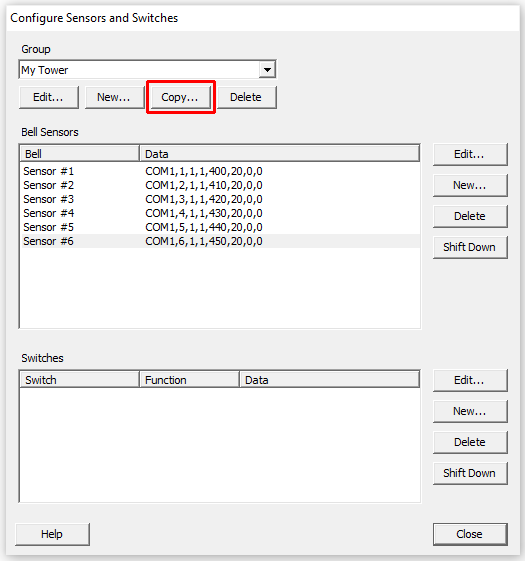 Configure Sensors and Switches
Group
My Tower
Edit... New... Copy... Delete
Bell Sensors
Bell Data
Sensor #1 COM1,1,1,1,400,20,0,0
Sensor #2 COM1,2,1,1,410,20,0,0
Sensor #3 COM1,3,1,1,420,20,0,0
Sensor #4 COM1,4,1,1,430,20,0,0
Sensor #5 COM1,5,1,1,440,20,0,0
Sensor #6 COM1,6,1,1,450,20,0,0
Edit...
New...
Delete
Shift Down
Switches
Switch Function Data
Edit...
New...
Delete
Shift Down
Help Close